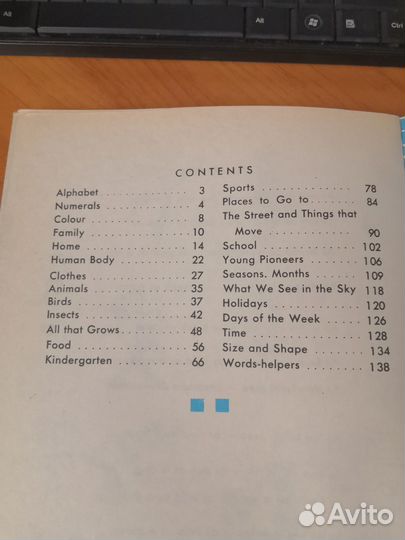 Alt
Alt
Ctrl
CONTENTS
Alphabet . . . . . . . . . . . 3
Numerals . . . . . . . . . . . 4
Colour . . . . . . . . . . . 8
Family . . . . . . . . . . . 10
Home . . . . . . . . . . . 14
Human Body . . . . . . . . 22
Clothes . . . . . . . . . . . 27
Animals . . . . . . . . . . . 35
Birds . . . . . . . . . . . 37
Insects . . . . . . . . . . . 42
All that Grows . . . . . . . . 48
Food . . . . . . . . . . . 56
Kindergarten . . . . . . . . 66
Sports . . . . . . . . . . . 78
Places to Go to . . . . . . . 84
The Street and Things that
Move . . . . . . . . . . . 90
School . . . . . . . . . . . 102
Young Pioneers . . . . . . . 106
Seasons. Months . . . . . . . 109
What We See in the Sky 118
Holidays . . . . . . . . . . . 120
Days of the Week . . . . . 126
Time . . . . . . . . . . . 128
Size and Shape . . . . . . . 134
Words-helpers . . . . . . . 138
Avito